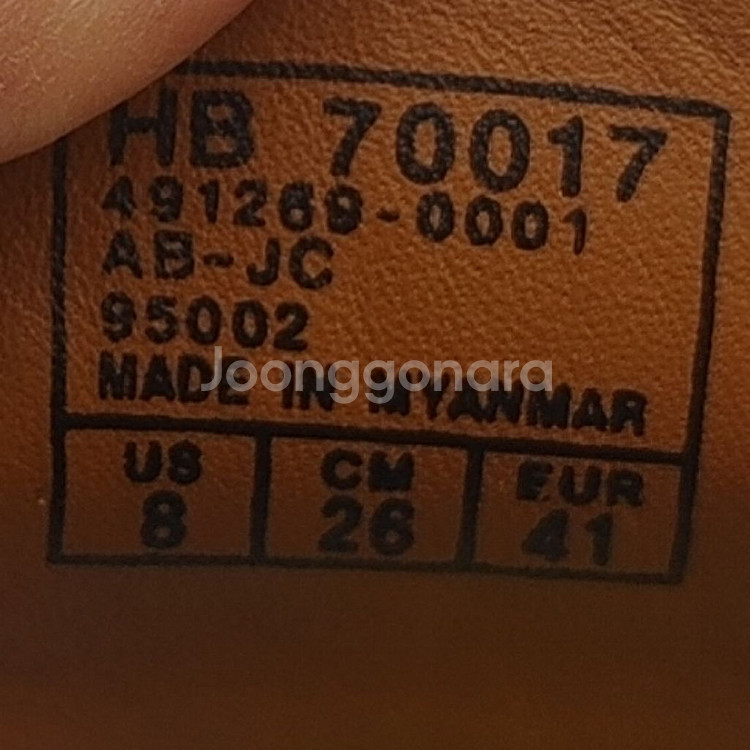 HB 70017
491269-0001
AB-JC
95002
MADE IN MYANMAR
Joonggonara
US CM EUR
8 26 41